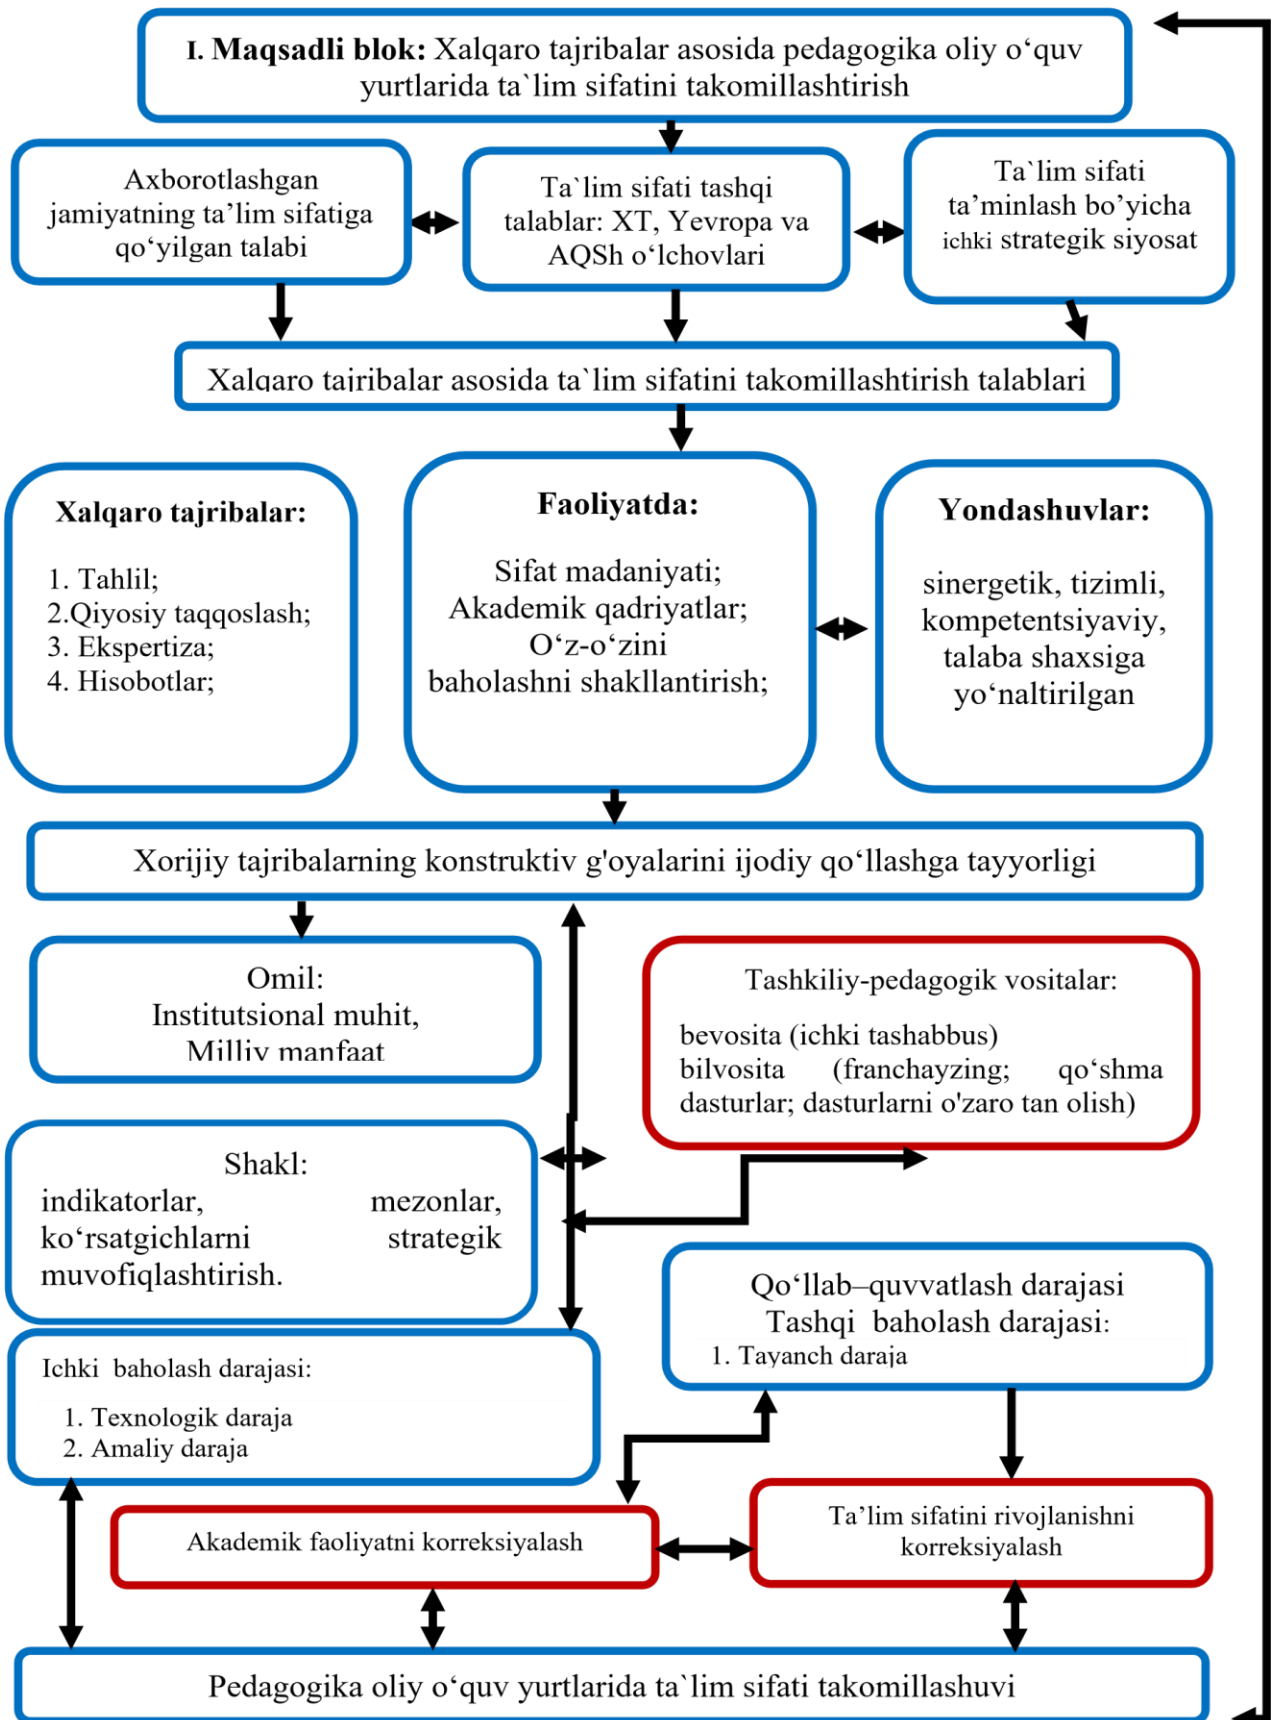 I. Maqsadli blok: Xalqaro tajribalar asosida pedagogika oliy o‘quv
yurtlarida ta`lim sifatini takomillashtirish
Axborotlashgan
jamiyatning ta’lim sifatiga
qo‘yilgan talabi
Ta`lim sifati tashqi
talablar: XT, Yevropa va
AQSh o‘lchovlari
Ta`lim sifati
ta’minlash bo’yicha
ichki strategik siyosat
Xalqaro tajribalar asosida ta`lim sifatini takomillashtirish talablari
Xalqaro tajribalar:
1. Tahlil;
2.Qiyosiy taqqoslash;
3. Ekspertiza;
4. Hisobotlar;
Faoliyatda:
Sifat madaniyati;
Akademik qadriyatlar;
O‘z-o‘zini
baholashni shakllantirish;
Yondashuvlar:
sinergetik, tizimli,
kompetentsiyaviy,
talaba shaxsiga
yo‘naltirilgan
Xorijiy tajribalarning konstruktiv g'oyalarini ijodiy qo‘llashga tayyorligi
Omil:
Institutsional muhit,
Milliy manfaat
Tashkiliy-pedagogik vositalar:
bevosita (ichki tashabbus)
bilvosita (franchayzing; qo‘shma
dasturlar; dasturlarni o'zaro tan olish)
Shakl:
indikatorlar, mezonlar,
ko‘rsatgichlarni strategik
muvofiqlashtirish.
Qo‘llab–quvvatlash darajasi
Tashqi baholash darajasi:
1. Tayanch daraja
Ichki baholash darajasi:
1. Texnologik daraja
2. Amaliy daraja
Akademik faoliyatni korreksiyalash
Ta’lim sifatini rivojlanishni
korreksiyalash
Pedagogika oliy o‘quv yurtlarida ta`lim sifati takomillashuvi